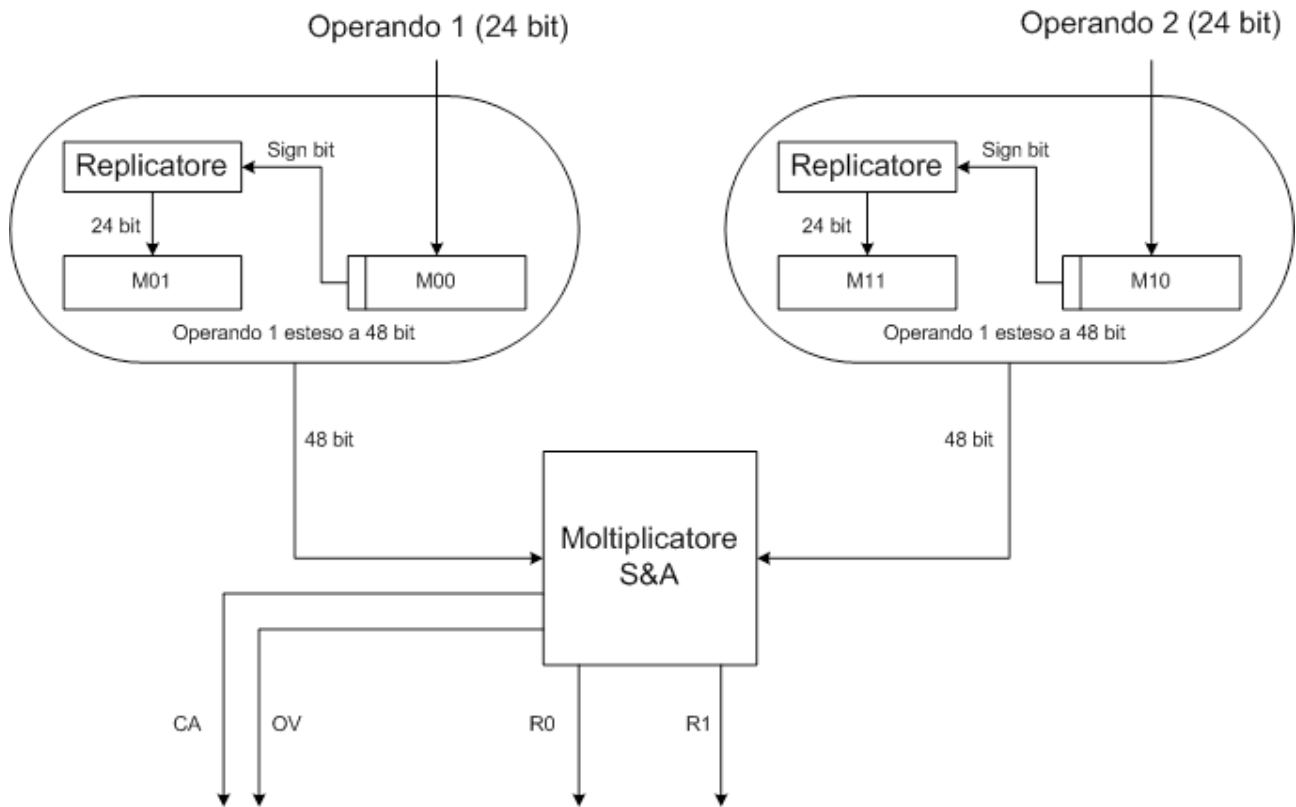 Operando 1 (24 bit)
Operando 2 (24 bit)
Replicatore
Sign bit
24 bit
M01
M00
Operando 1 esteso a 48 bit
Replicatore
Sign bit
24 bit
M11
M10
Operando 1 esteso a 48 bit
48 bit
48 bit
Moltiplicatore
S&A
CA
OV
R0
R1